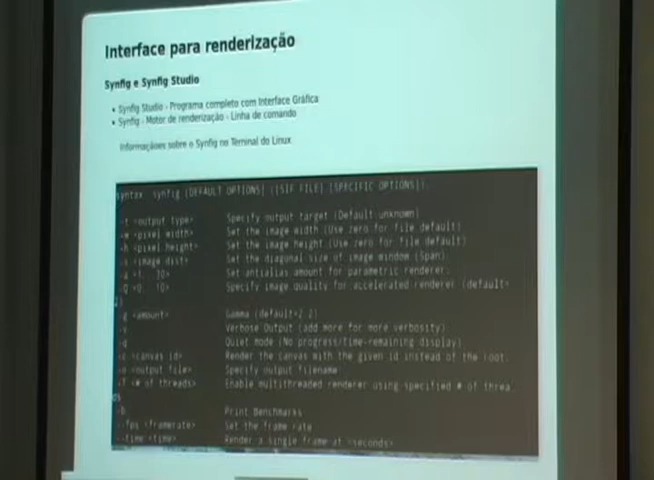 Interface para renderização
Synfig e Synfig Studio
• Synfig Studio - Programa completo com Interface Gráfica
• Synfig - Motor de renderização - Linha de comando
Informações sobre o Synfig no Terminal do Linux
syntax: synfig [DEFAULT OPTIONS] ([SIF FILE] [SPECIFIC OPTIONS])
-t <output type> Specify output target (Default:unknown)
-w <pixel width> Set the image width (Use zero for file default)
-h <pixel height> Set the image height (Use zero for file default)
-s <image dist> Set the diagonal size of image window (Span)
-a <1..30> Set antialias amount for parametric renderer.
-Q <0..10> Specify image quality for accelerated renderer (default=
2)
-g <amount> Gamma (default=2.2)
-v Verbose Output (add more for more verbosity)
-q Quiet mode (No progress/time-remaining display)
-c <canvas id> Render the canvas with the given id instead of the root.
-o <output file> Specify output filename
-T <# of threads> Enable multithreaded renderer using specified # of threa
ds
-b Print Benchmarks
--fps <framerate> Set the frame rate
--time <time> Render a single frame at <seconds>